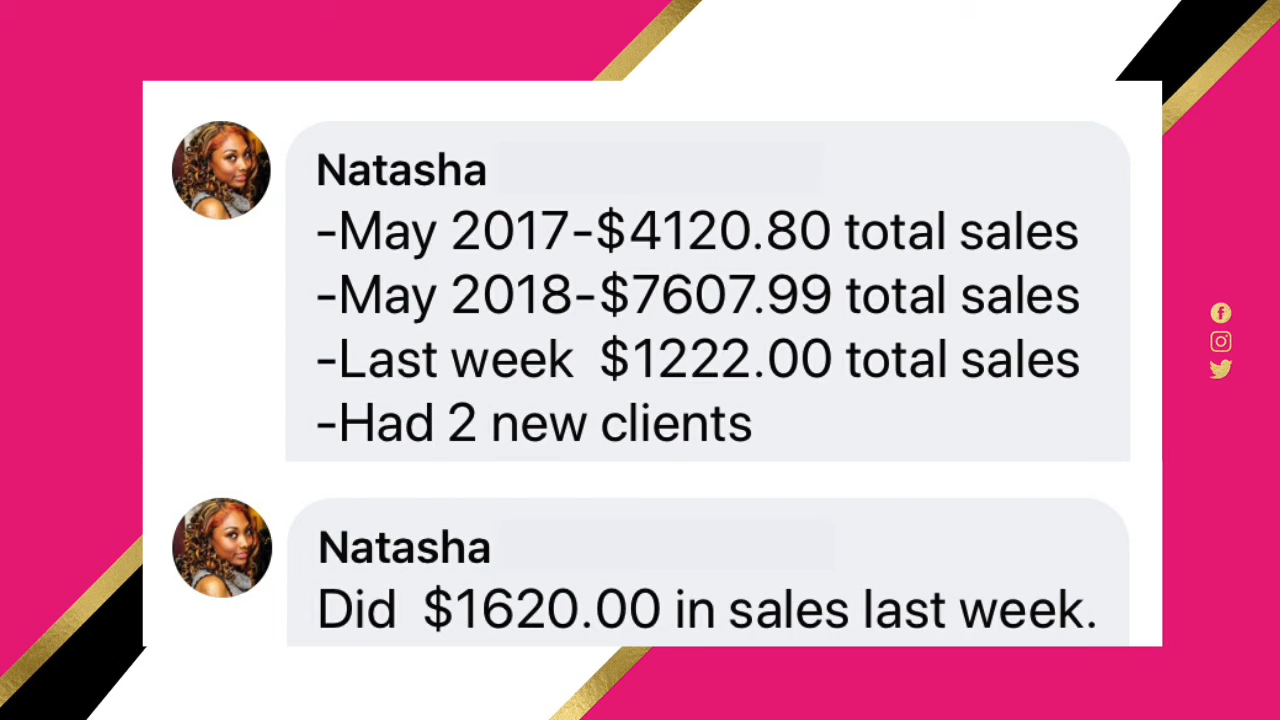 Natasha
-May 2017-$4120.80 total sales
-May 2018-$7607.99 total sales
-Last week  $1222.00 total sales
-Had 2 new clients
Natasha
Did  $1620.00 in sales last week.